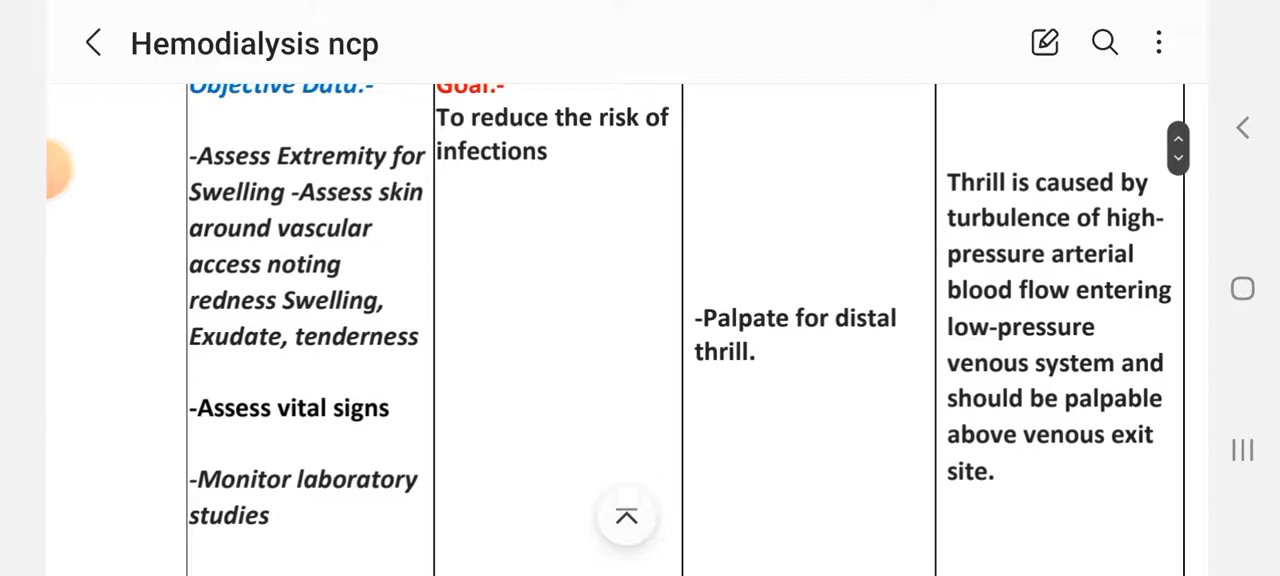 Hemodialysis ncp
Objective Data:-
-Assess Extremity for
Swelling -Assess skin
around vascular
access noting
redness Swelling,
Exudate, tenderness
-Assess vital signs
-Monitor laboratory
studies
Goal:-
To reduce the risk of
infections
-Palpate for distal
thrill.
Thrill is caused by
turbulence of high-
pressure arterial
blood flow entering
low-pressure
venous system and
should be palpable
above venous exit
site.